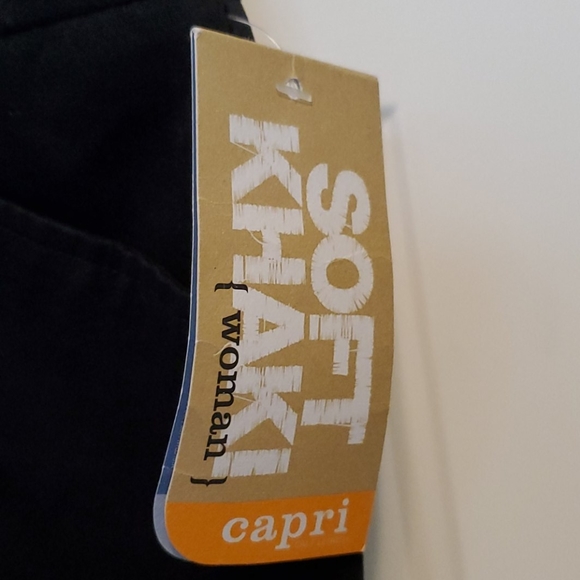 SOFT
KHAKI
{ woman }
capri